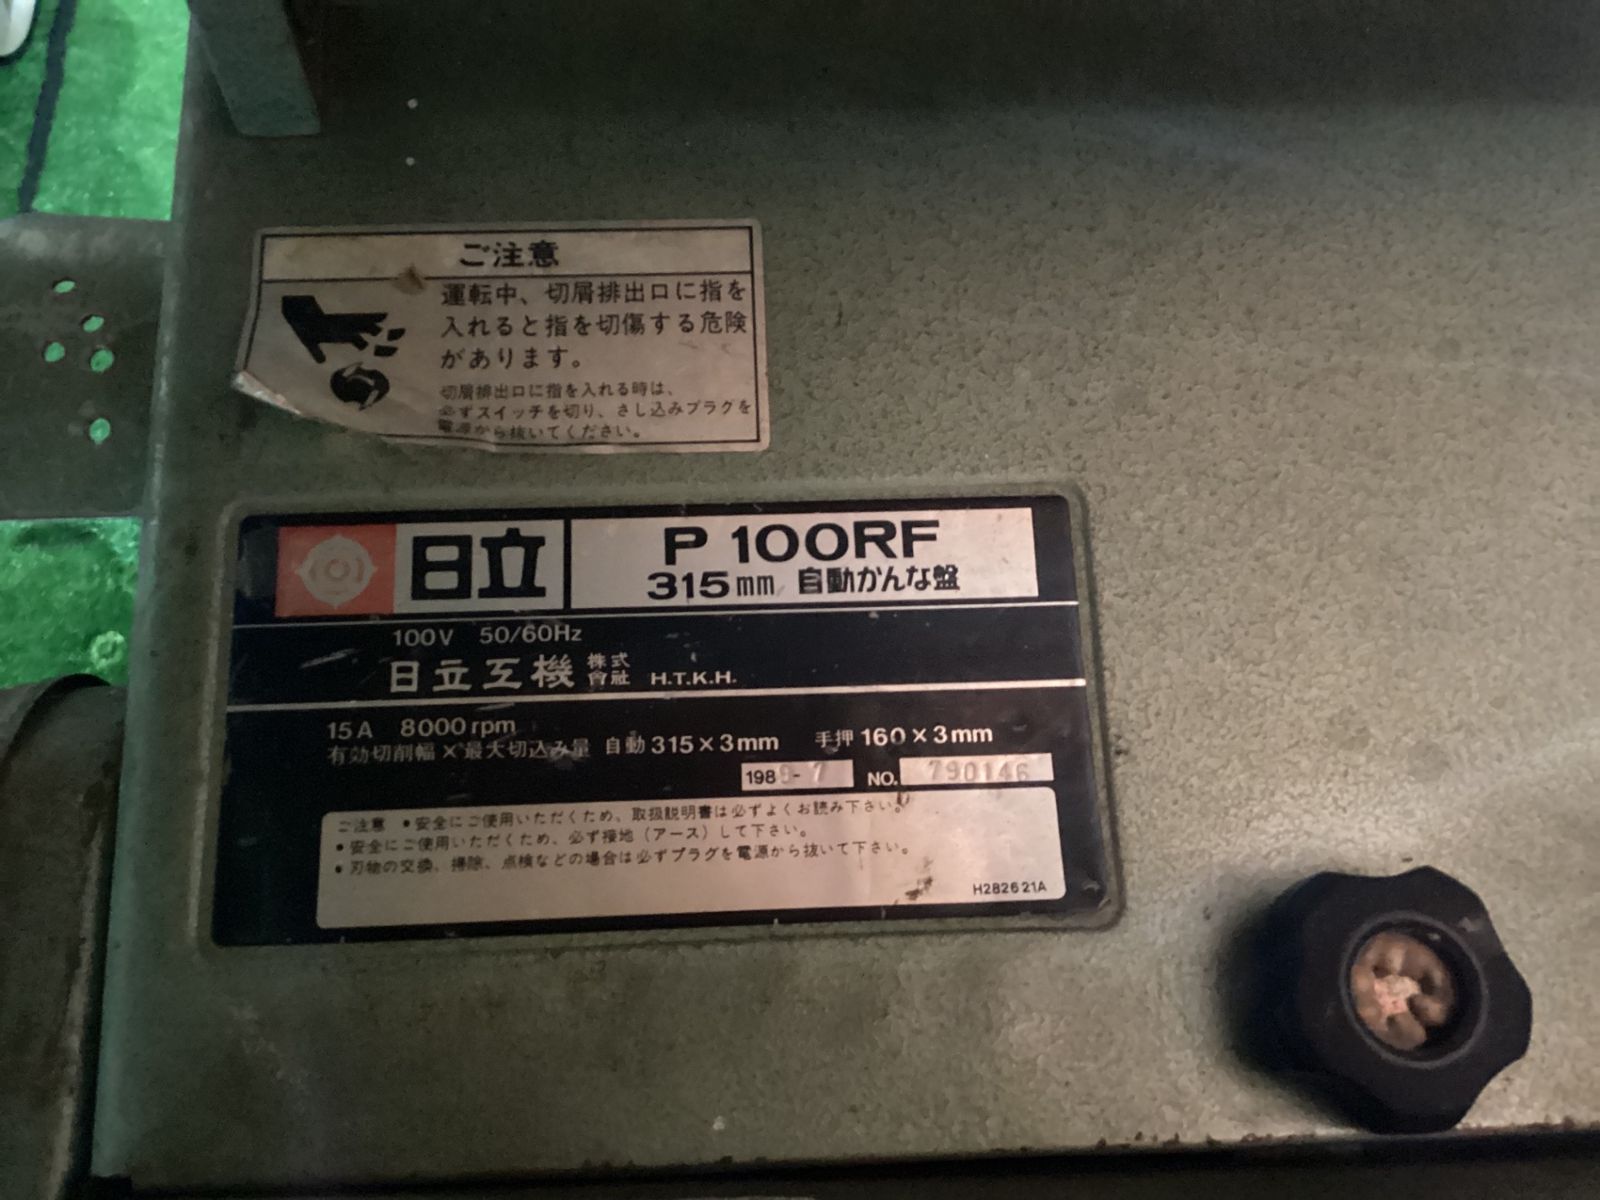 ご注意
運転中、切屑排出口に指を
入れると指を切傷する危険
があります。
切屑排出口に指を入れる時は、
必ずスイッチを切り、さし込みプラグを
電源から抜いてください。
日立
P 100RF
315mm 自動かんな盤
100V 50/60Hz
日立工機 株式會社 H.T.K.H.
15A 8000rpm
有効切削幅×最大切込み量 自動 315×3mm 手押 160×3mm
NO. 790146
ご注意 •安全にご使用いただくため、取扱説明書は必ずよくお読み下さい。
•安全にご使用いただくため、必ず接地(アース)して下さい。
•刃物の交換、掃除、点検などの場合は必ずプラグを電源から抜いて下さい。
H282621A